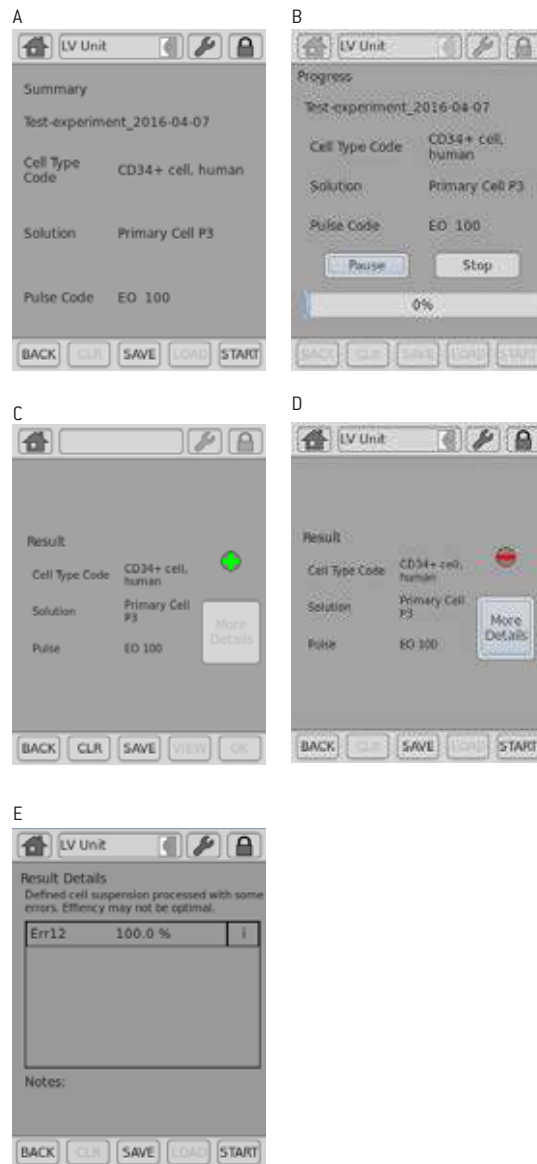 A
LV Unit
Summary
Test-experiment_2016-04-07
Cell Type
Code
CD34+ cell, human
Solution
Primary Cell P3
Pulse Code
EO 100
BACK
CLR
SAVE
LOAD
START
B
LV Unit
Progress
Test-experiment_2016-04-07
Cell Type Code
CD34+ cell,
human
Solution
Primary Cell P3
Pulse Code
EO 100
Pause
Stop
0%
BACK
CLR
SAVE
LOAD
START
C
Result
Cell Type Code
CD34+ cell,
human
Solution
Primary Cell
P3
Pulse
EO 100
More
Details
BACK
CLR
SAVE
VIEW
OK
D
LV Unit
Result
Cell Type Code
CD34+ cell,
human
Solution
Primary Cell
P3
Pulse
EO 100
More
Details
BACK
CLR
SAVE
LOAD
START
E
LV Unit
Result Details
Defined cell suspension processed with some
errors. Effiency may not be optimal.
Err12
100.0 %
i
Notes:
BACK
CLR
SAVE
LOAD
START